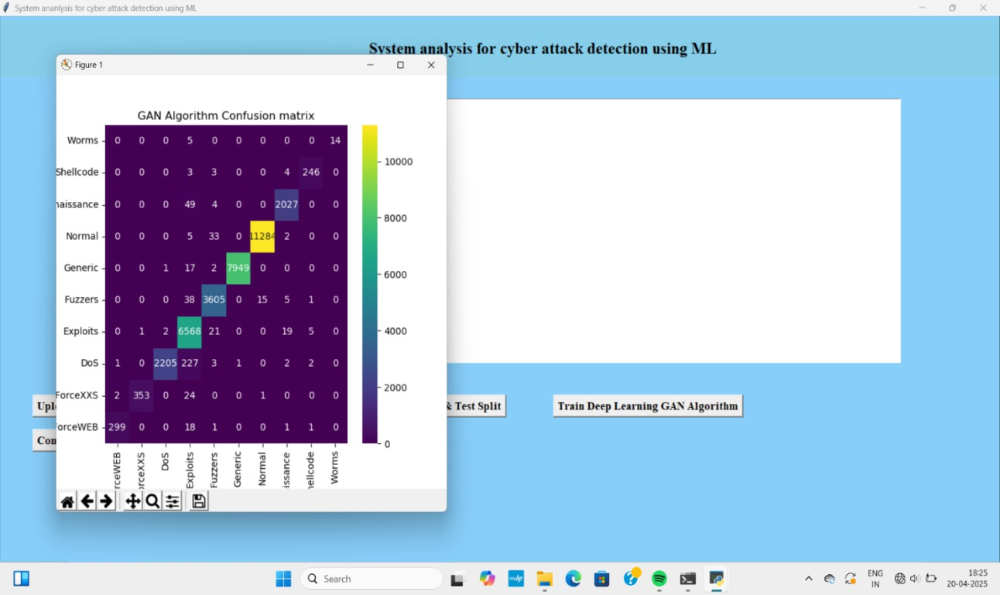 System ananlysis for cyber attack detection using ML
System analysis for cyber attack detection using ML
Figure 1
GAN Algorithm Confusion matrix
Worms 0 0 0 5 0 0 0 0 0 14
Shellcode 0 0 0 3 3 0 0 4 246 0
naissance 0 0 0 49 4 0 0 2027 0 0
Normal 0 0 0 5 33 0 11284 2 0 0
Generic 0 0 1 17 2 7949 0 0 0 0
Fuzzers 0 0 0 38 3605 0 15 5 1 0
Exploits 0 1 2 6568 21 0 0 19 5 0
DoS 1 0 2205 227 3 1 0 2 2 0
ForceXXS 2 353 0 24 0 0 1 0 0 0
orceWEB 299 0 0 18 1 0 0 1 1 0
rceWEB
rceXXS
DoS
Exploits
Fuzzers
Generic
Normal
issance
hellcode
Worms
10000
8000
6000
4000
2000
0
Uplo
& Test Split
Train Deep Learning GAN Algorithm
Con
Search
myhp
ENG
IN
18:25
20-04-2025